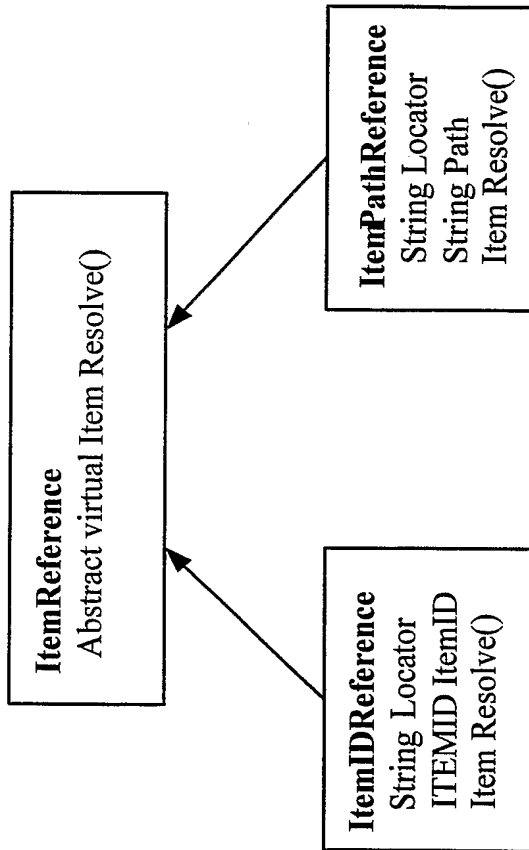 ItemReference
Abstract virtual Item Resolve()
ItemIDReference
String Locator
ITEMID ItemID
Item Resolve()
ItemPathReference
String Locator
String Path
Item Resolve()